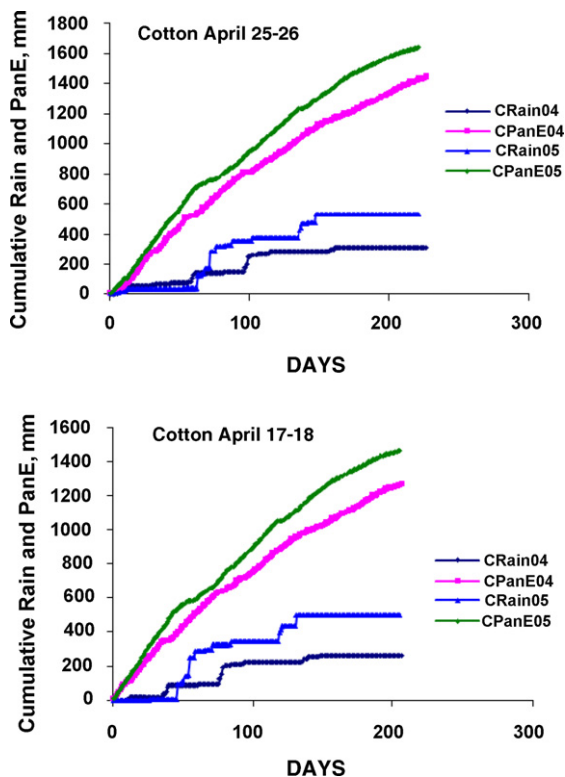 Cotton April 25-26
Cumulative Rain and PanE, mm
1800
1600
1400
1200
1000
800
600
400
200
0
0 100 200 300
DAYS
CRain04
CPanE04
CRain05
CPanE05
Cotton April 17-18
Cumulative Rain and PanE, mm
1600
1400
1200
1000
800
600
400
200
0
0 100 200 300
DAYS
CRain04
CPanE04
CRain05
CPanE05